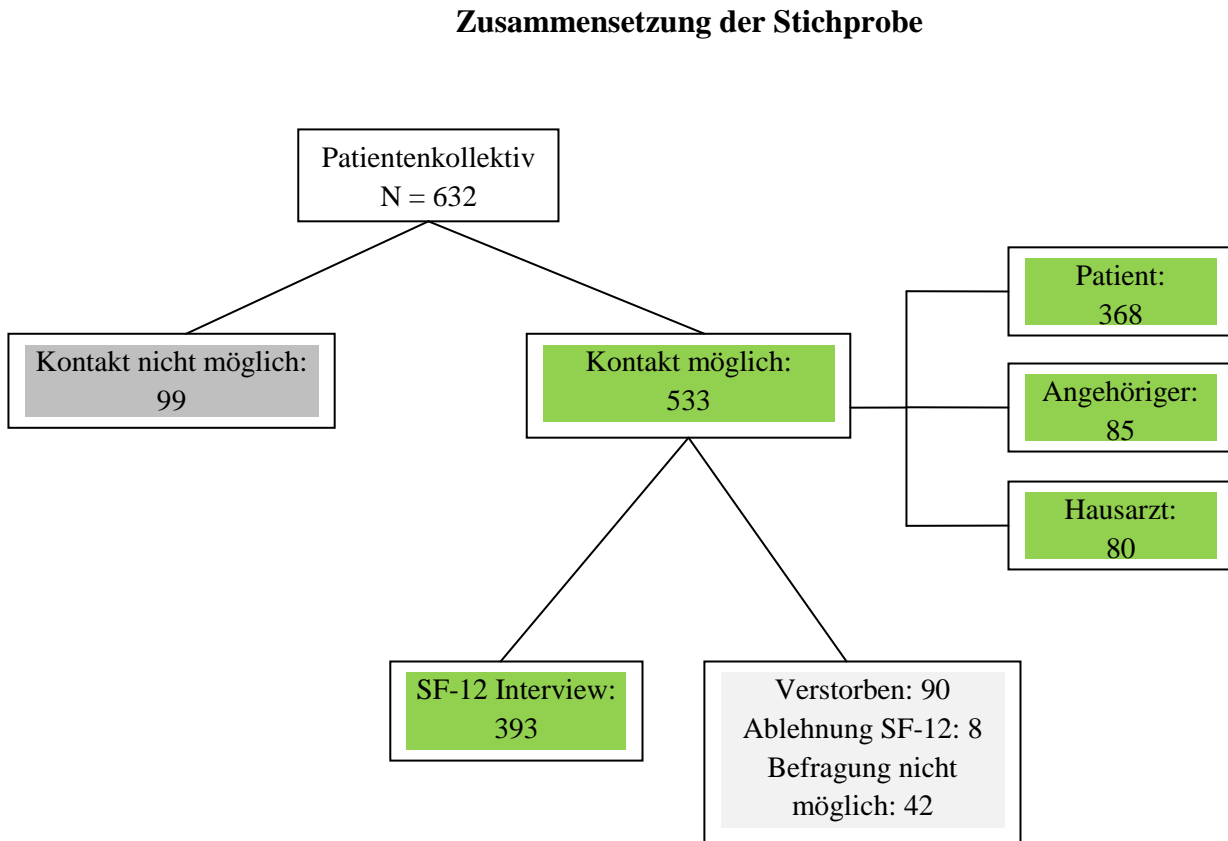 Zusammensetzung der Stichprobe
Patientenkollektiv
N = 632
Kontakt nicht möglich:
99
Kontakt möglich:
533
Patient:
368
Angehöriger:
85
Hausarzt:
80
SF-12 Interview:
393
Verstorben: 90
Ablehnung SF-12: 8
Befragung nicht
möglich: 42